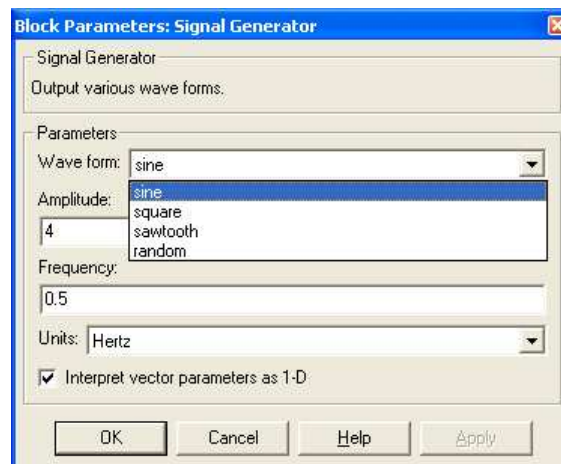 Block Parameters: Signal Generator
Signal Generator
Output various wave forms.
Parameters
Wave form: sine
sine
square
sawtooth
random
Amplitude:
4
Frequency:
0.5
Units: Hertz
Interpret vector parameters as 1-D
OK Cancel Help Apply